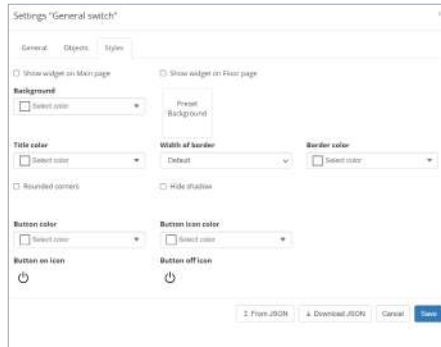 Settings "General switch"
General Objects Styles
Show widget on Main page Show widget on Floor page
Background
Select color
Preset
Background
Title color Width of border Border color
Select color Default Select color
Rounded corners Hide shadow
Button color Button icon color
Select color Select color
Button on icon Button off icon
From JSON Download JSON Cancel Save